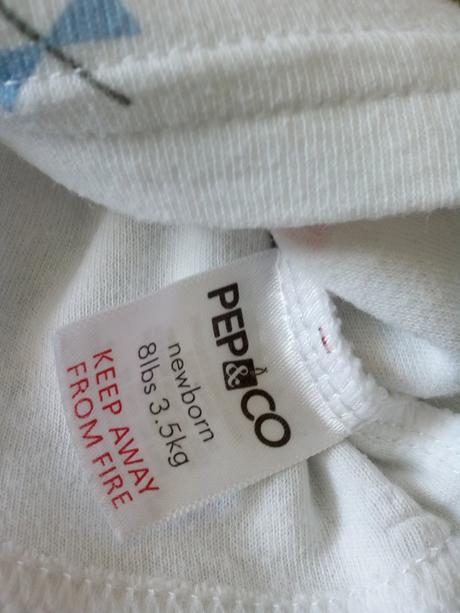 PEP&CO
newborn
8lbs 3.5kg
KEEP AWAY
FROM FIRE